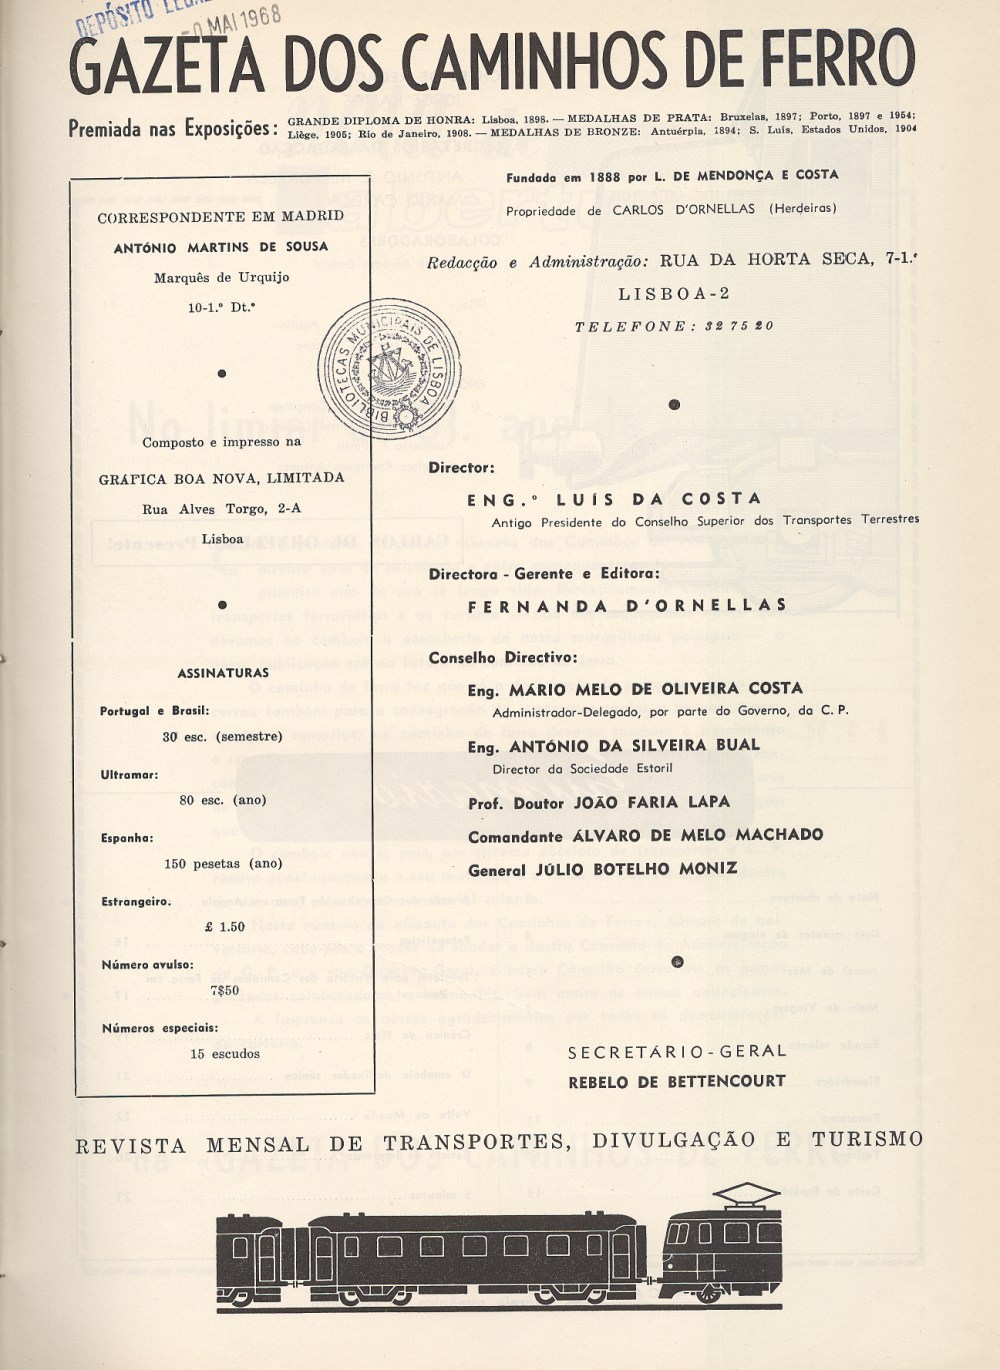 DEPÓSITO
MAI 1968
GAZETA DOS CAMINHOS DE FERRO
Premiada nas Exposições:
GRANDE DIPLOMA DE HONRA: Lisboa, 1898. — MEDALHAS DE PRATA: Bruxelas, 1897; Porto, 1897 e 1954;
Liège, 1905; Rio de Janeiro, 1908. — MEDALHAS DE BRONZE: Antuérpia, 1894; S. Luís, Estados Unidos, 1904
CORRESPONDENTE EM MADRID
ANTÓNIO MARTINS DE SOUSA
Marquês de Urquijo
10-1.º Dt.º
Composto e impresso na
GRÁFICA BOA NOVA, LIMITADA
Rua Alves Torgo, 2-A
Lisboa
ASSINATURAS
Portugal e Brasil:
30 esc. (semestre)
Ultramar:
80 esc. (ano)
Espanha:
150 pesetas (ano)
Estrangeiro.
£ 1.50
Número avulso:
7$50
Números especiais:
15 escudos
Fundada em 1888 por L. DE MENDONÇA E COSTA
Propriedade de CARLOS D'ORNELLAS (Herdeiras)
Redacção e Administração: RUA DA HORTA SECA, 7-1.º
LISBOA-2
TELEFONE: 32 75 20
BIBLIOTECAS MUNICIPAIS DE LISBOA
Director:
ENG.º LUÍS DA COSTA
Antigo Presidente do Conselho Superior dos Transportes Terrestres
Directora - Gerente e Editora:
FERNANDA D'ORNELLAS
Conselho Directivo:
Eng. MÁRIO MELO DE OLIVEIRA COSTA
Administrador-Delegado, por parte do Governo, da C. P.
Eng. ANTÓNIO DA SILVEIRA BUAL
Director da Sociedade Estoril
Prof. Doutor JOÃO FARIA LAPA
Comandante ÁLVARO DE MELO MACHADO
General JÚLIO BOTELHO MONIZ
SECRETÁRIO-GERAL
REBELO DE BETTENCOURT
REVISTA MENSAL DE TRANSPORTES, DIVULGAÇÃO E TURISMO